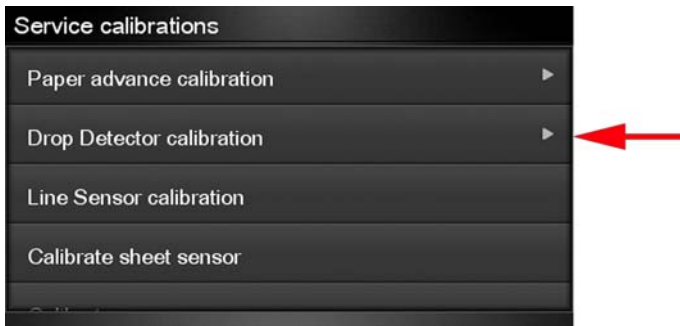 Service calibrations
Paper advance calibration
Drop Detector calibration
Line Sensor calibration
Calibrate sheet sensor